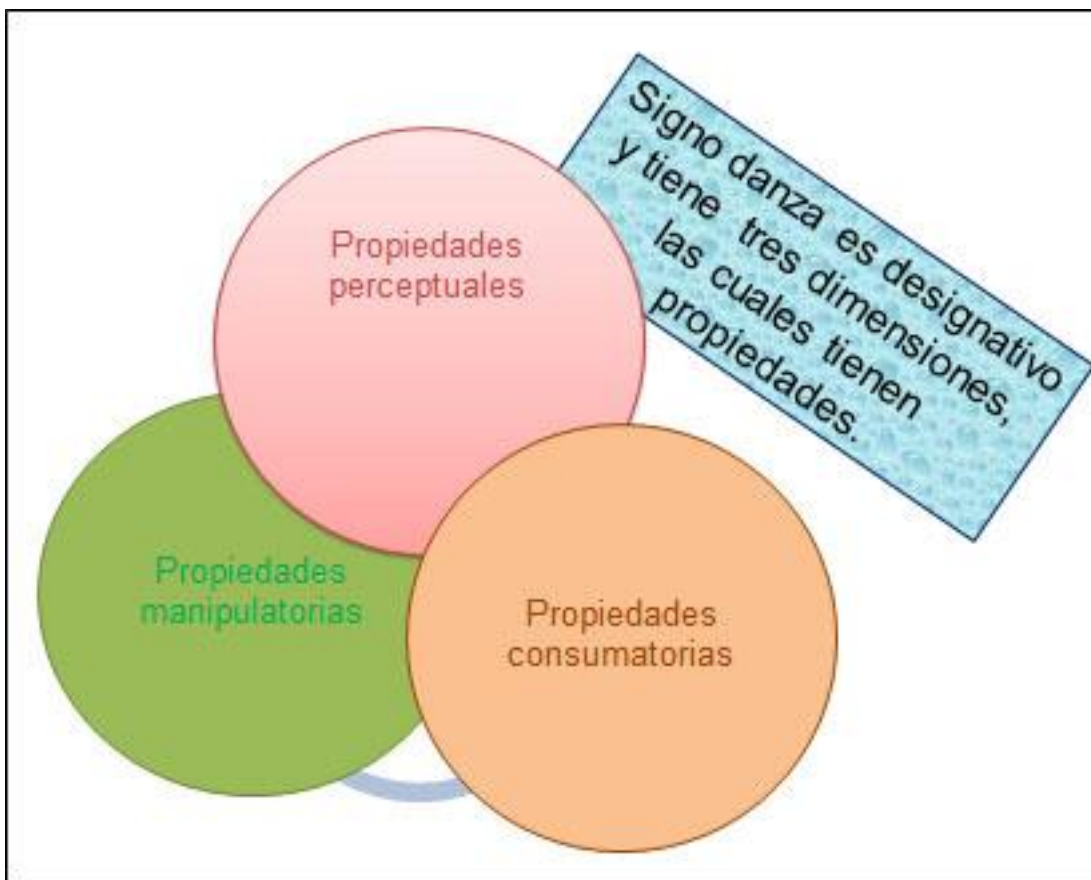 Signo danza es designativo
y tiene tres dimensiones,
las cuales tienen
propiedades.
Propiedades
perceptuales
Propiedades
manipulatorias
Propiedades
consumatorias